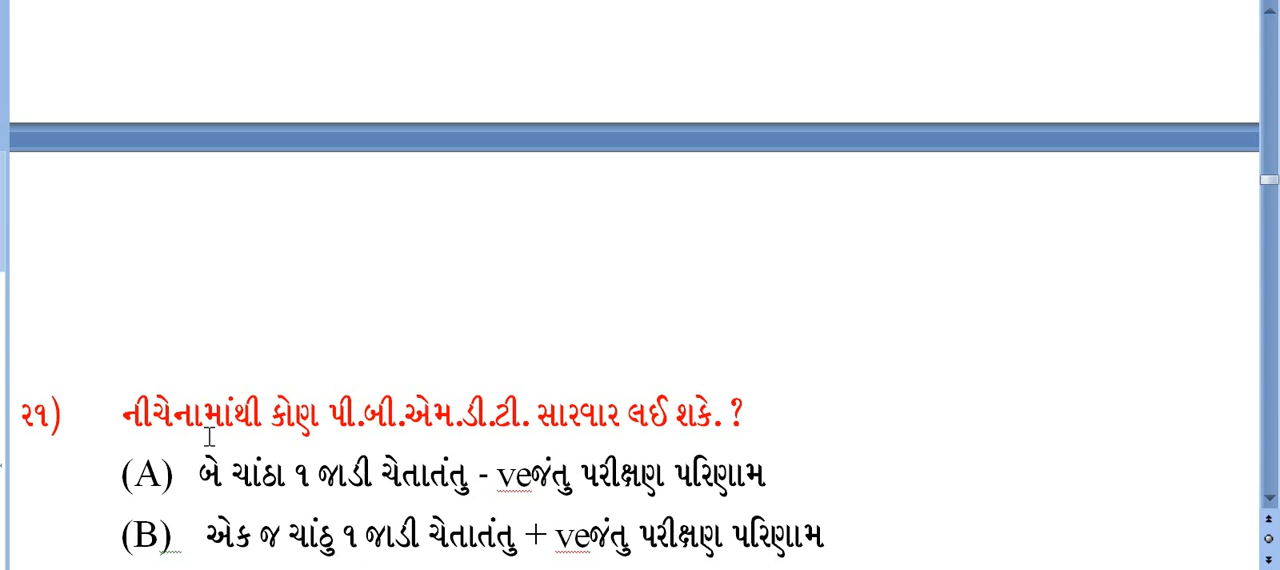 ૨૧) નીચેનામાંથી કોણ પી.બી.એમ.ડી.ટી. સારવાર લઈ શકે. ?
(A) બે ચાંઠા ૧ જાડી ચેતાતંતુ - veજંતુ પરીક્ષણ પરિણામ
(B) એક જ ચાંઠુ ૧ જાડી ચેતાતંતુ + veજંતુ પરીક્ષણ પરિણામ